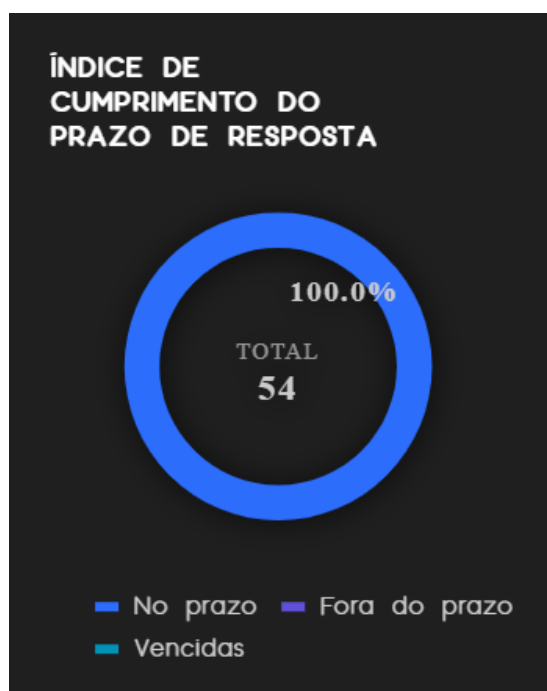 ÍNDICE DE
CUMPRIMENTO DO
PRAZO DE RESPOSTA
100.0%
TOTAL
54
No prazo Fora do prazo
Vencidas